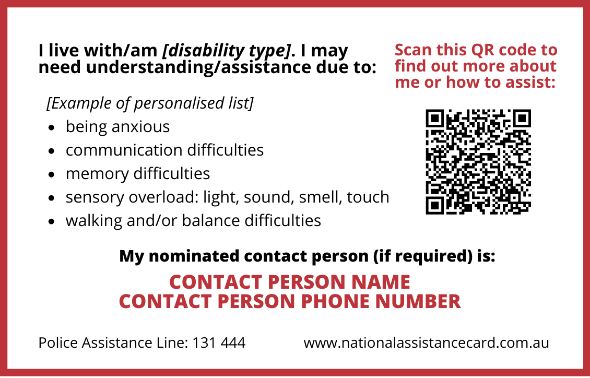 I live with/am [disability type]. I may
need understanding/assistance due to:
Scan this QR code to
find out more about
me or how to assist:
[Example of personalised list]
• being anxious
• communication difficulties
• memory difficulties
• sensory overload: light, sound, smell, touch
• walking and/or balance difficulties
My nominated contact person (if required) is:
CONTACT PERSON NAME
CONTACT PERSON PHONE NUMBER
Police Assistance Line: 131 444
www.nationalassistancecard.com.au